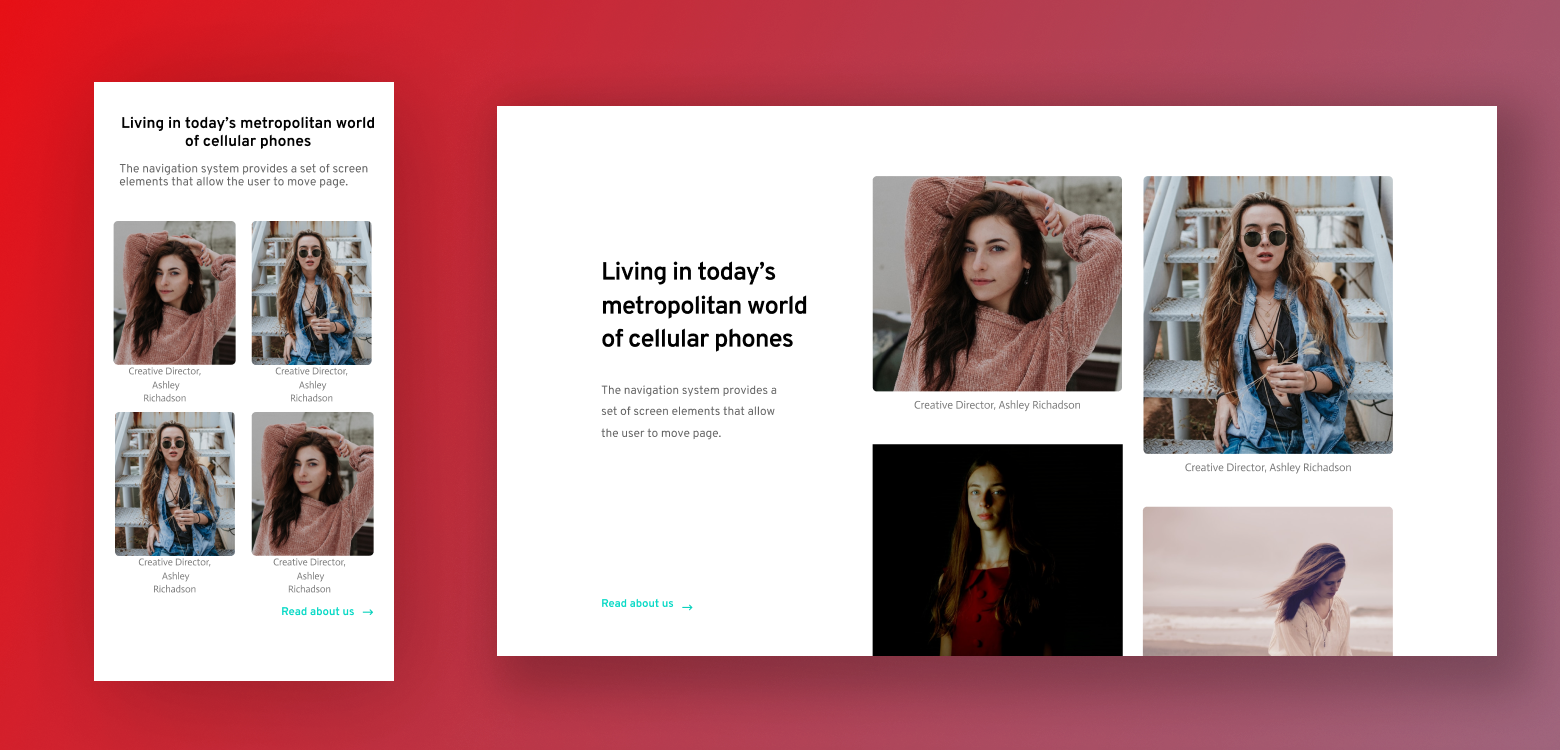 Living in today’s metropolitan world
of cellular phones
The navigation system provides a set of screen
elements that allow the user to move page.
Creative Director,
Ashley
Richadson
Creative Director,
Ashley
Richadson
Creative Director,
Ashley
Richadson
Creative Director,
Ashley
Richadson
Read about us →
Living in today’s
metropolitan world
of cellular phones
The navigation system provides a
set of screen elements that allow
the user to move page.
Read about us →
Creative Director, Ashley Richadson
Creative Director, Ashley Richadson